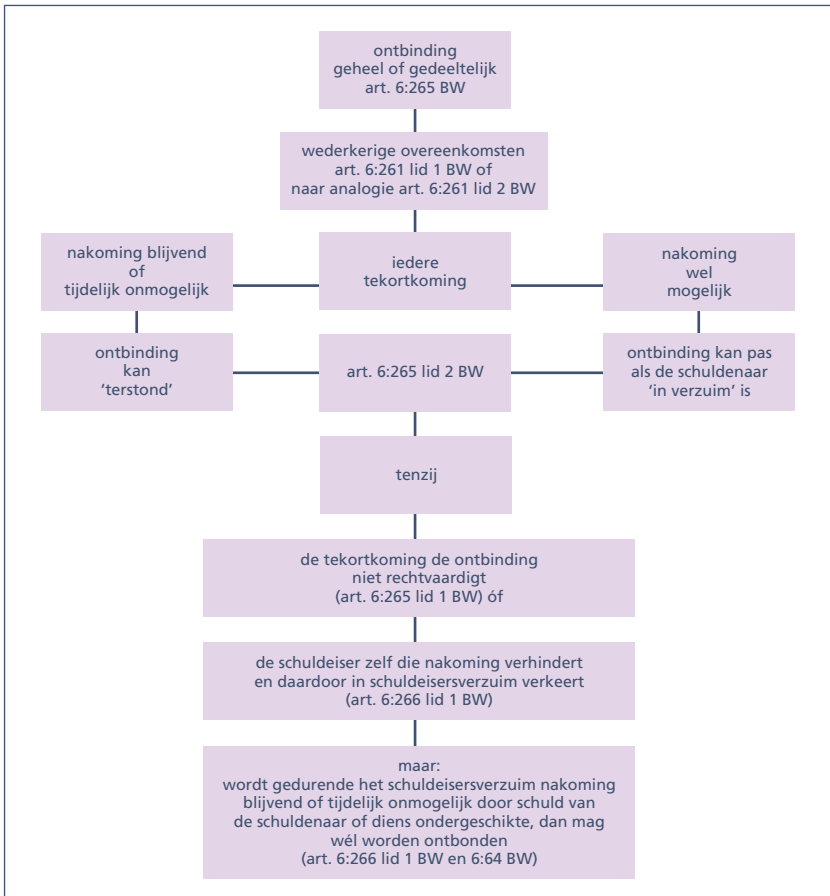 ontbinding
geheel of gedeeltelijk
art. 6:265 BW
wederkerige overeenkomsten
art. 6:261 lid 1 BW of
naar analogie art. 6:261 lid 2 BW
nakoming blijvend
of
tijdelijk onmogelijk
iedere
tekortkoming
nakoming
wel
mogelijk
ontbinding
kan
‘terstond’
art. 6:265 lid 2 BW
ontbinding kan pas
als de schuldenaar
‘in verzuim’ is
tenzij
de tekortkoming de ontbinding
niet rechtvaardigt
(art. 6:265 lid 1 BW) óf
de schuldeiser zelf die nakoming verhindert
en daardoor in schuldeisersverzuim verkeert
(art. 6:266 lid 1 BW)
maar:
wordt gedurende het schuldeisersverzuim nakoming
blijvend of tijdelijk onmogelijk door schuld van
de schuldenaar of diens ondergeschikte, dan mag
wél worden ontbonden
(art. 6:266 lid 1 BW en 6:64 BW)